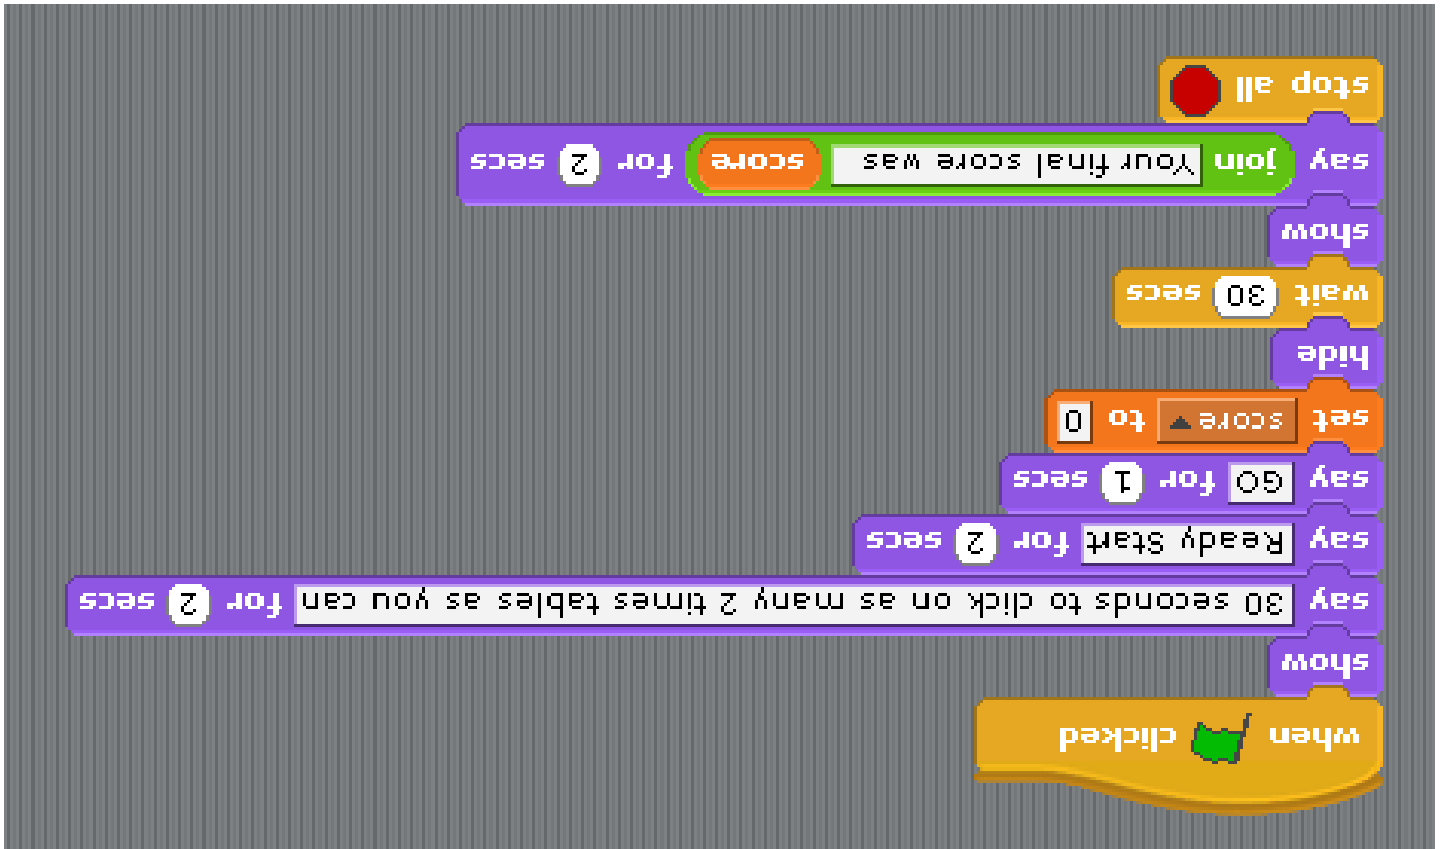 when clicked
show
say 30 seconds to click on as many 2 times tables as you can for 2 secs
say Ready Start for 2 secs
say GO for 1 secs
set score to 0
hide
wait 30 secs
show
say join Your final score was score for 2 secs
stop all